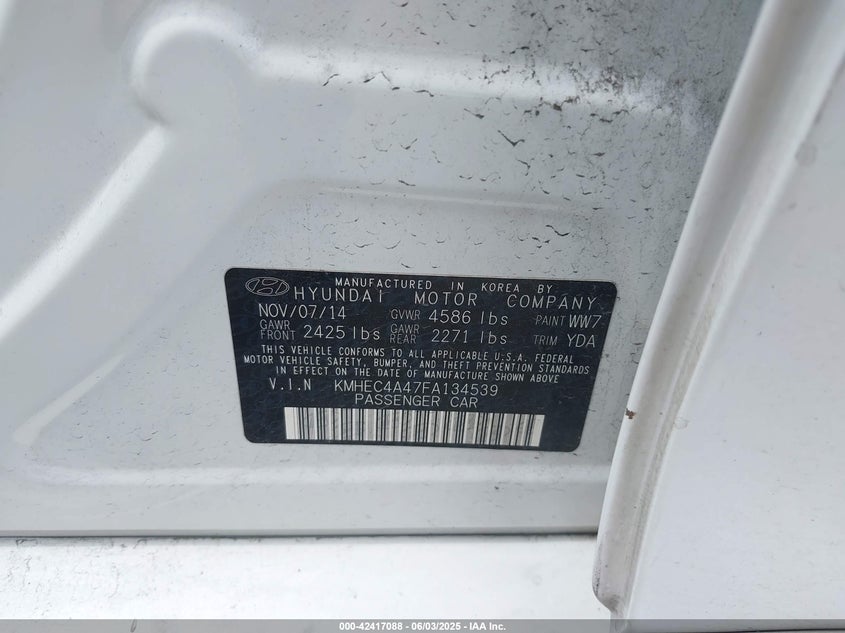 MANUFACTURED IN KOREA BY
HYUNDAI MOTOR COMPANY
NOV/07/14 GVWR 4586 lbs PAINT WW7
GAWR FRONT 2425 lbs GAWR REAR 2271 lbs TRIM YDA
THIS VEHICLE CONFORMS TO ALL APPLICABLE U.S.A. FEDERAL
MOTOR VEHICLE SAFETY, BUMPER, AND THEFT PREVENTION STANDARDS
IN EFFECT ON THE DATE OF MANUFACTURE SHOWN ABOVE
V.I.N KMHEC4A47FA134539
PASSENGER CAR
000-42417088 - 06/03/2025 - IAA Inc.